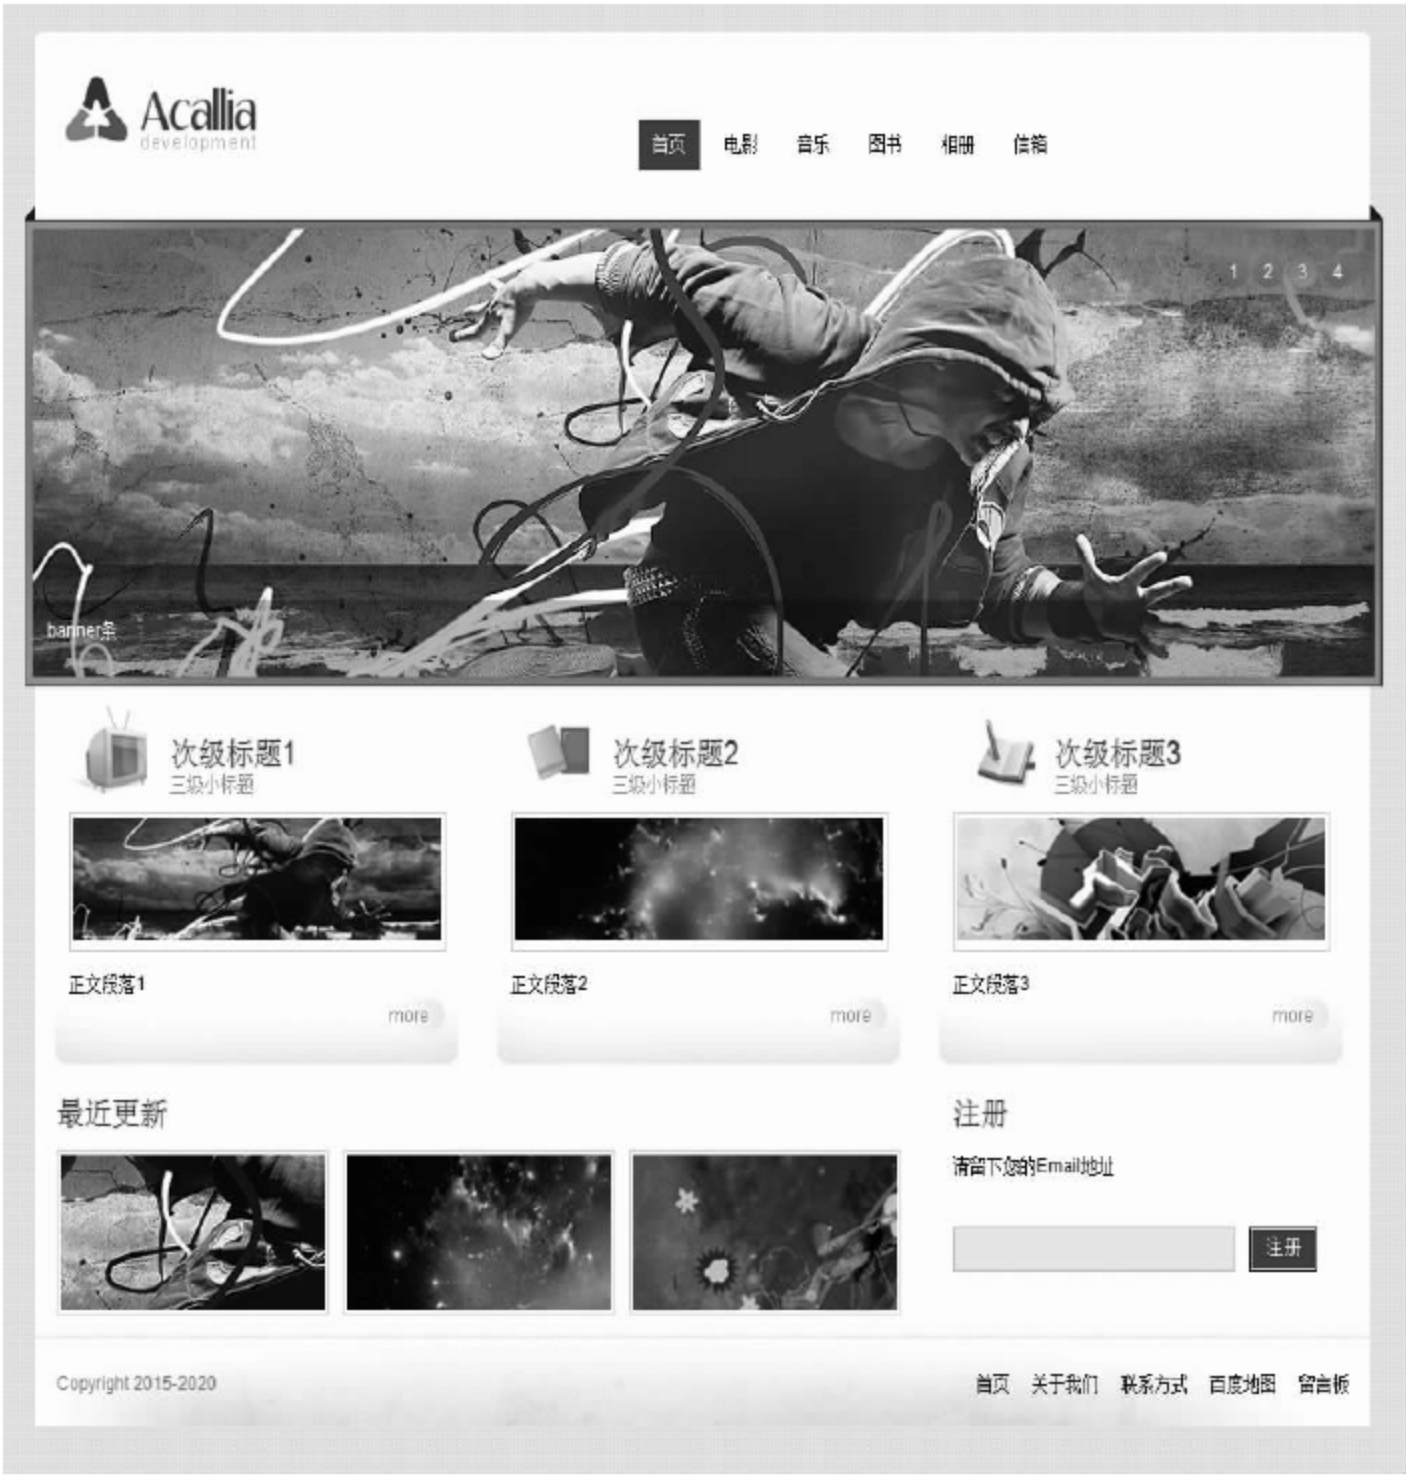 Acallia
development
首页 电影 音乐 图书 相册 信箱
1 2 3 4
banner条
次级标题1
三级小标题
次级标题2
三级小标题
次级标题3
三级小标题
正文段落1
more
正文段落2
more
正文段落3
more
最近更新
注册
请留下您的Email地址
注册
Copyright 2015-2020
首页 关于我们 联系方式 百度地图 留言板